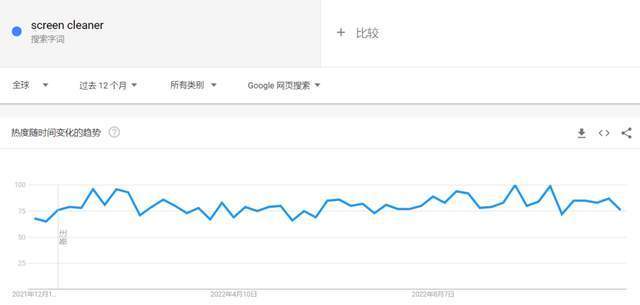 screen cleaner
搜索字词
+ 比较
全球
过去 12 个月
所有类别
Google 网页搜索
热度随时间变化的趋势
100
75
50
25
备注
2021年12月1...
2022年4月10日
2022年8月7日